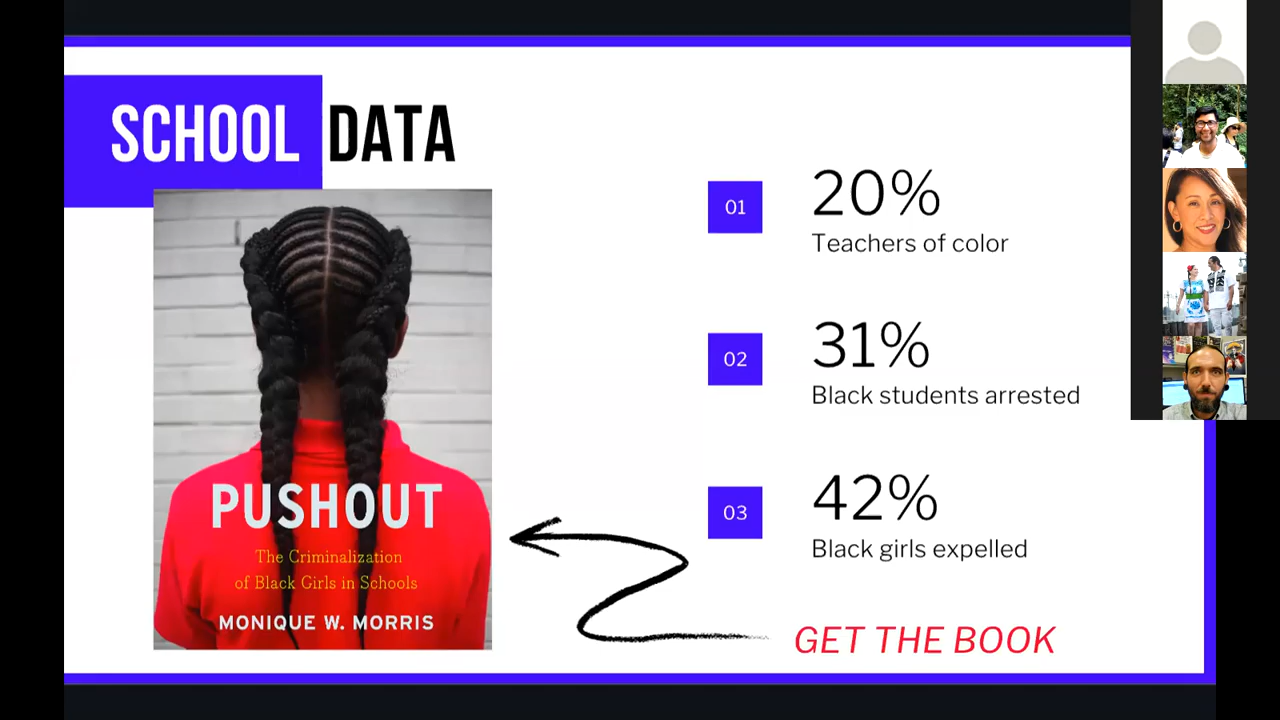 SCHOOL DATA
01
20%
Teachers of color
02
31%
Black students arrested
03
42%
Black girls expelled
PUSHOUT
The Criminalization
of Black Girls in Schools
MONIQUE W. MORRIS
GET THE BOOK